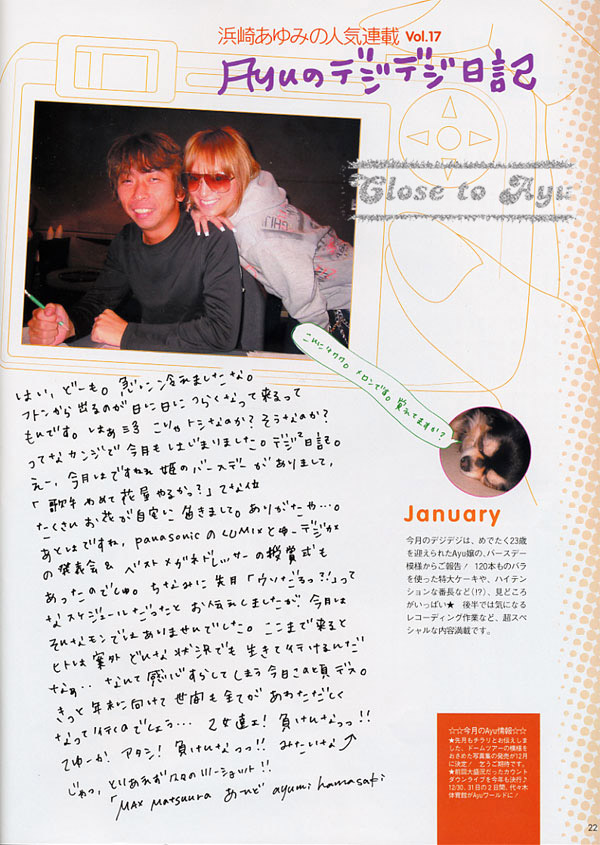 浜崎あゆみの人気連載 Vol.17
Ayuのデジデジ日記
Close to Ayu
こんにちワワ。メロンです。覚えてますか?
はい、どーも。急に冷えましたな。
フトンから出るのが日に日につらくなって来るって
もんです。はぁ こりゃトシなのか?そうなのか?
ってなカンジで今月もはじまりました。デジ²日記。
えー、今月はですねぇ 姫のバースデーがありまして、
「歌手やめて花屋やるかっ?」てな位
たくさんお花が自宅に届きまして。ありがたや…。
あとはですね、panasonicのLUMIXとゆーデジカメ
の発表会& ベストメガネドレッサーの授賞式も
あったのでしゅ。ちなみに先月「ウソだろっ?!」って
なスケジュールだったとお伝えしましたが、今月は
そんなモンではありませんでした。ここまで来ると
ヒトは案外どんな状況でも生きて行けるんだ
なぁ…なんて感心すらしてしまう今日この頃デス。
きっと年末に向けて世間も全てがあわただしく
なって行くのでしょう… 乙女達ェ!負けんなっっ!!
てゆーか、アタシ!負けんなっっ!!みたいな
じゃっ、とりあえず久々の2ショット!!
「MAX Matsuura あーんど ayumi hamasaki
January
今月のデジデジは、めでたく23歳
を迎えられたAyu嬢の、バースデー
模様からご報告! 120本ものバラ
を使った特大ケーキや、ハイテン
ションな番長など(!?)、見どころ
がいっぱい★ 後半では気になる
レコーディング作業など、超スペ
シャルな内容満載です。
☆☆今月のAyu情報☆☆
★先月もチラリとお伝えしまし
た、ドームツアーの模様を
おさめた写真集の発売が12月
に決定! 乞うご期待です。
★前回大盛況だったカウント
ダウンライブを今年も決行♪
12/30、31日の2日間、代々木
体育館がAyuワールドに!
22